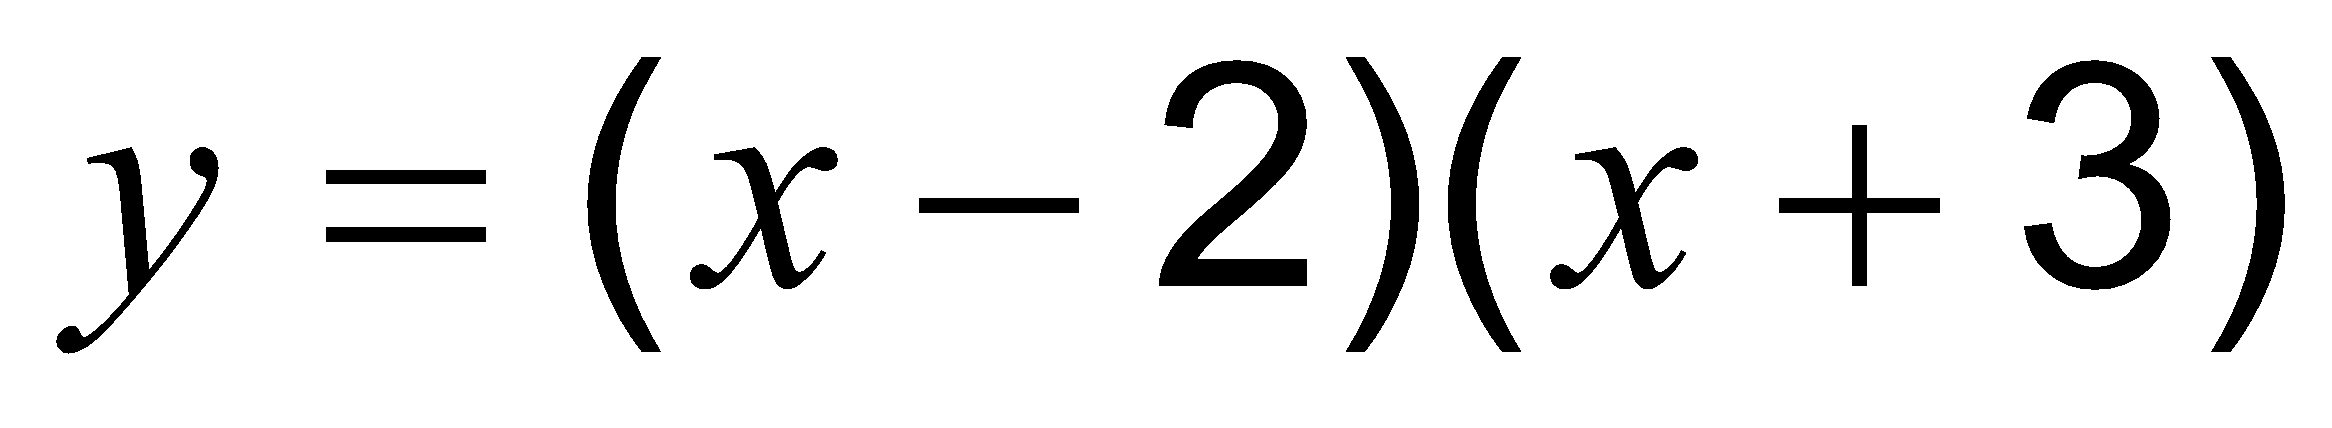 y = (x − 2)(x + 3)